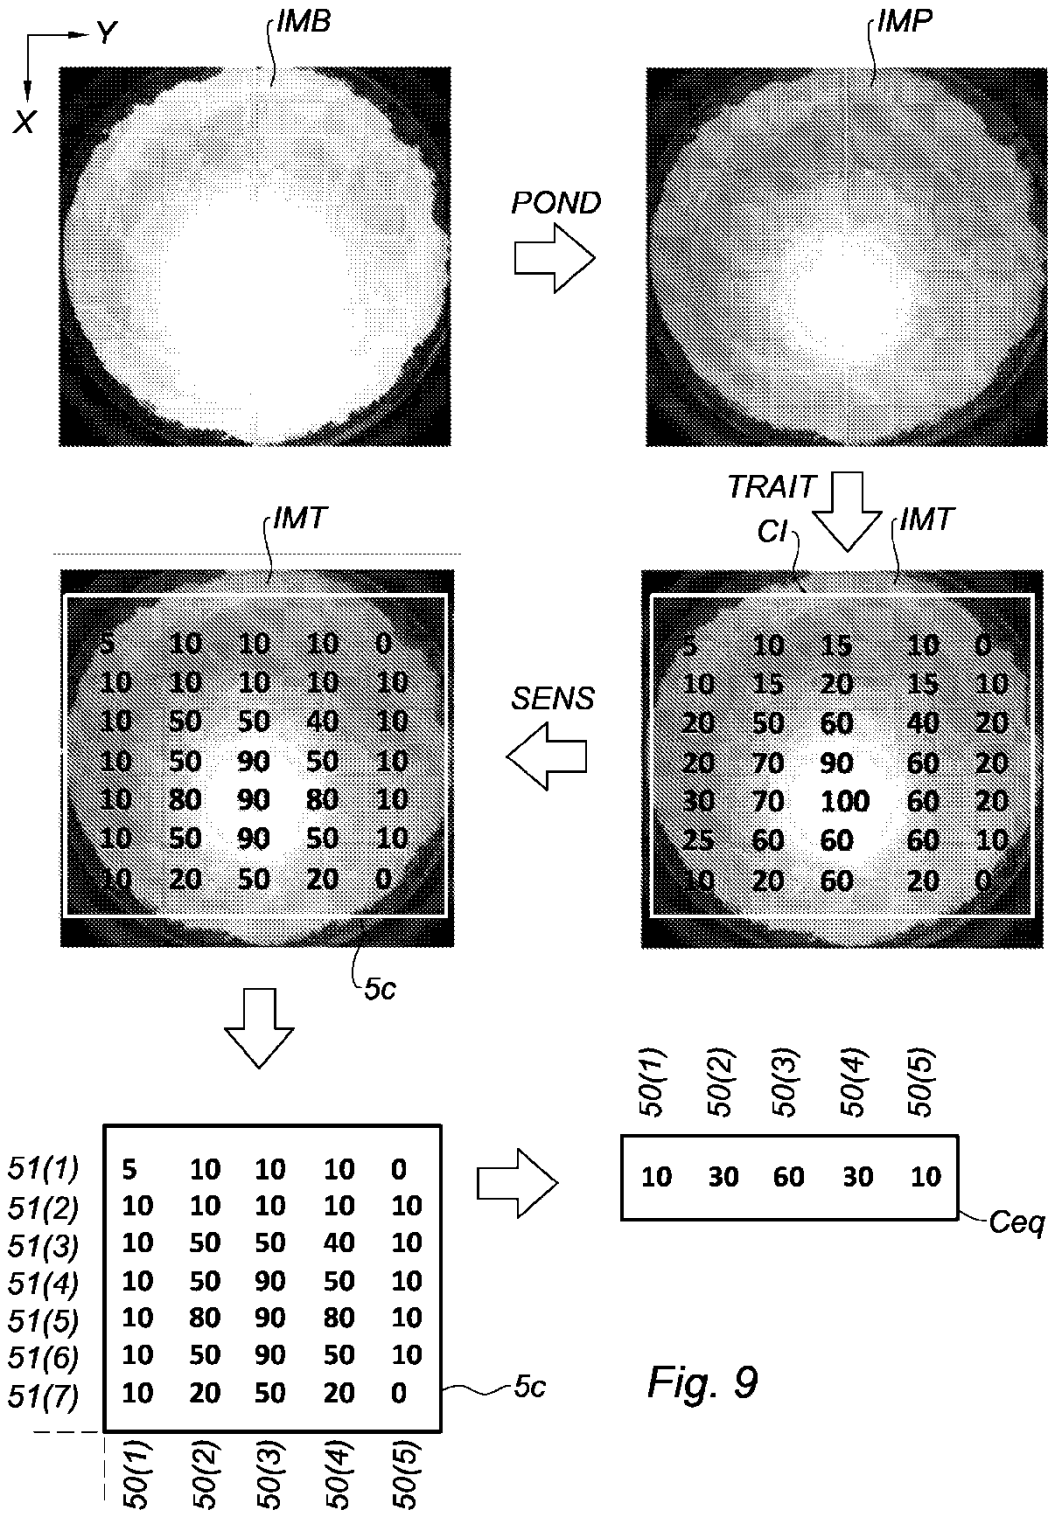 IMB
IMP
Y
X
POND
TRAIT
CI
IMT
IMT
5 10 10 10 0
10 10 10 10 10
10 50 50 40 10
10 50 90 50 10
10 80 90 80 10
10 50 90 50 10
10 20 50 20 0
5c
SENS
5 10 15 10 0
10 15 20 15 10
20 50 60 40 20
20 70 90 60 20
30 70 100 60 20
25 60 60 60 10
10 20 60 20 0
51(1) 5 10 10 10 0
51(2) 10 10 10 10 10
51(3) 10 50 50 40 10
51(4) 10 50 90 50 10
51(5) 10 80 90 80 10
51(6) 10 50 90 50 10
51(7) 10 20 50 20 0
5c
50(1) 50(2) 50(3) 50(4) 50(5)
50(1) 50(2) 50(3) 50(4) 50(5)
10 30 60 30 10
Ceq
Fig. 9